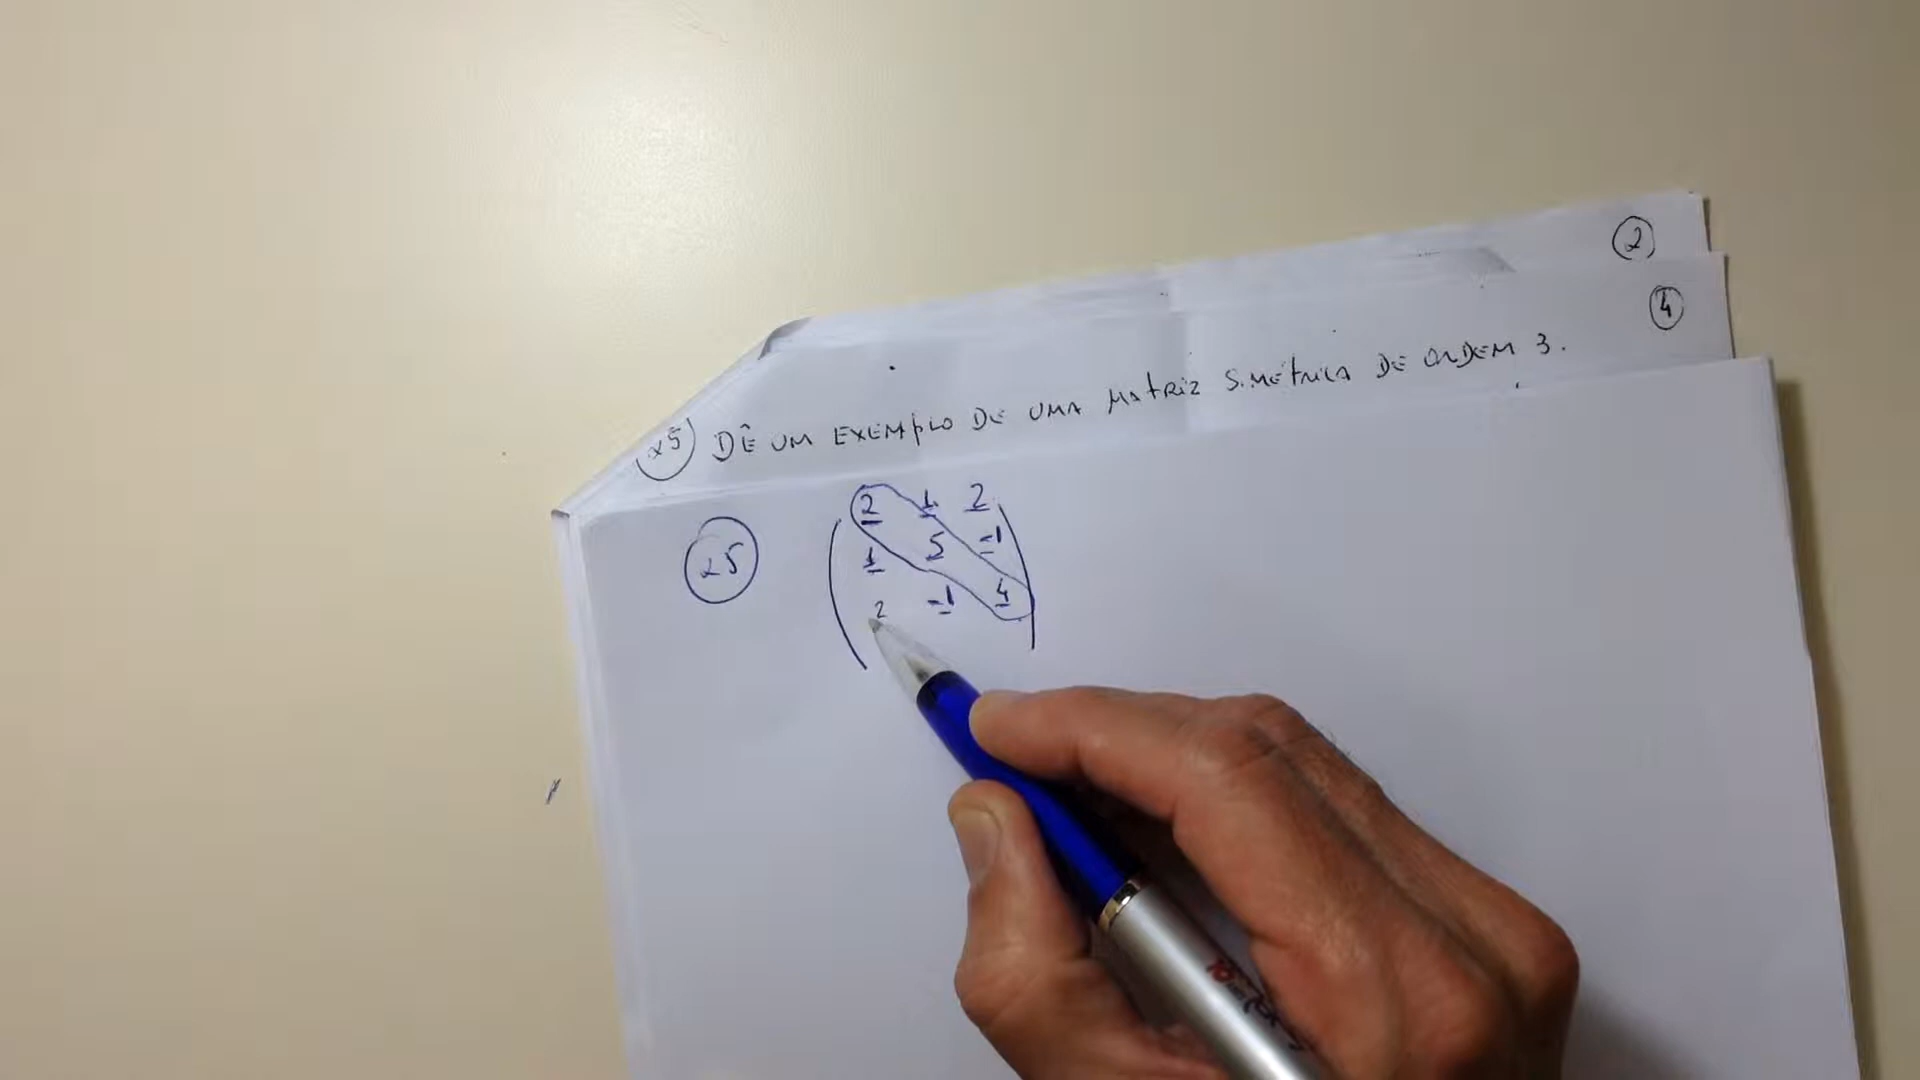 2
4
25 DÊ UM EXEMPLO DE UMA MATRIZ SIMÉTRICA DE ORDEM 3.
25
2 1 2
1 5 -1
2 -1 4